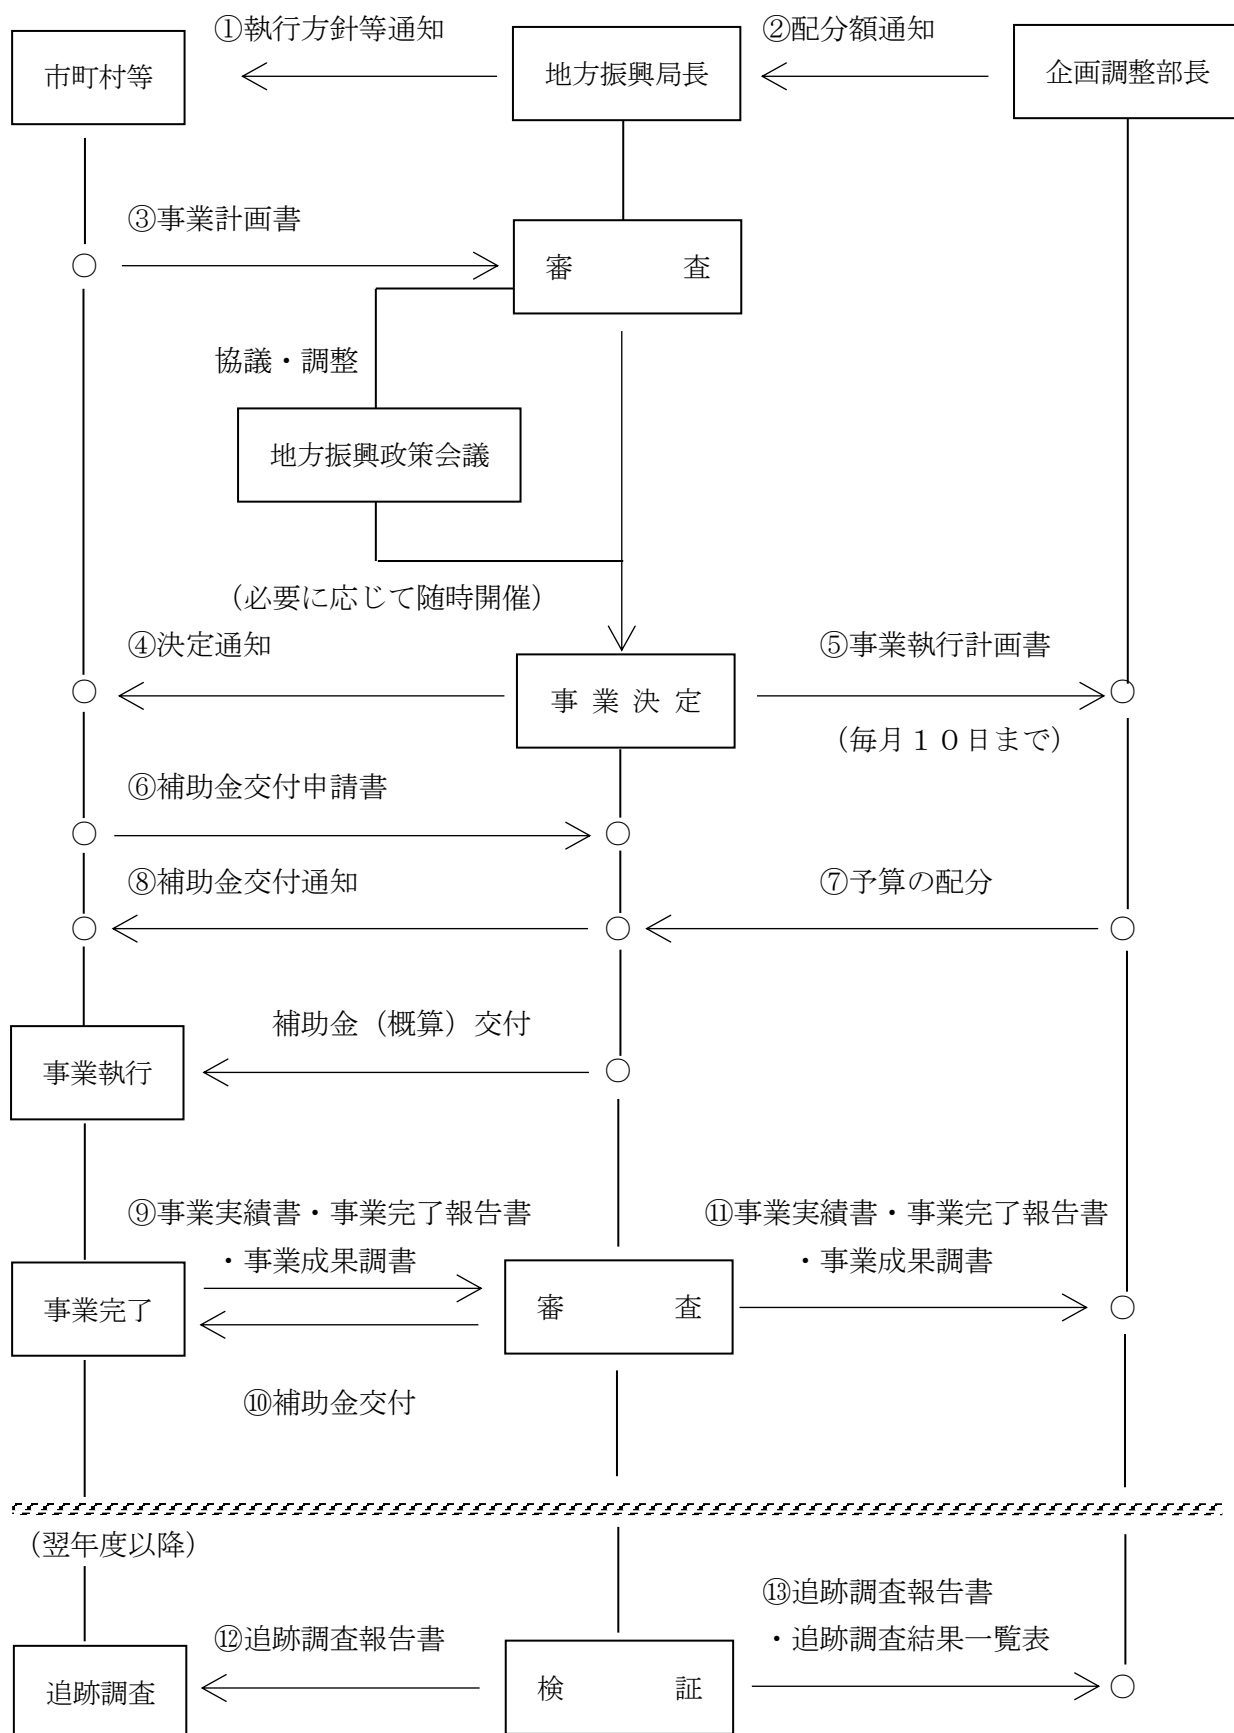 ①執行方針等通知
②配分額通知
市町村等
地方振興局長
企画調整部長
③事業計画書
審　　　　査
協議・調整
地方振興政策会議
（必要に応じて随時開催）
④決定通知
⑤事業執行計画書
事 業 決 定
（毎月１０日まで）
⑥補助金交付申請書
⑧補助金交付通知
⑦予算の配分
補助金（概算）交付
事業執行
⑨事業実績書・事業完了報告書
・事業成果調書
⑪事業実績書・事業完了報告書
・事業成果調書
事業完了
審　　　　査
⑩補助金交付
（翌年度以降）
⑬追跡調査報告書
・追跡調査結果一覧表
⑫追跡調査報告書
追跡調査
検　　　　証